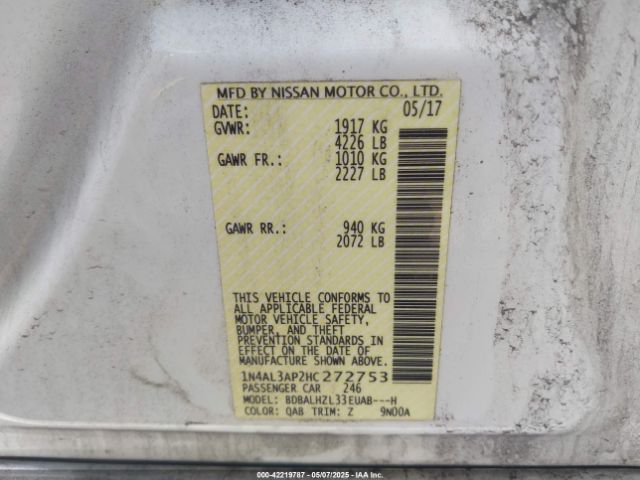 MFD BY NISSAN MOTOR CO., LTD.
DATE: 05/17
GVWR: 1917 KG
4226 LB
GAWR FR.: 1010 KG
2227 LB
GAWR RR.: 940 KG
2072 LB
THIS VEHICLE CONFORMS TO
ALL APPLICABLE FEDERAL
MOTOR VEHICLE SAFETY,
BUMPER, AND THEFT
PREVENTION STANDARDS
IN EFFECT ON THE DATE OF
MANUFACTURE SHOWN ABOVE.
1N4AL3AP2HC272753
PASSENGER CAR 246
MODEL: BDBALHZL33EUAB---H
COLOR: QAB TRIM: Z 9N00A
000-42219787 - 05/07/2025 - IAA, Inc.